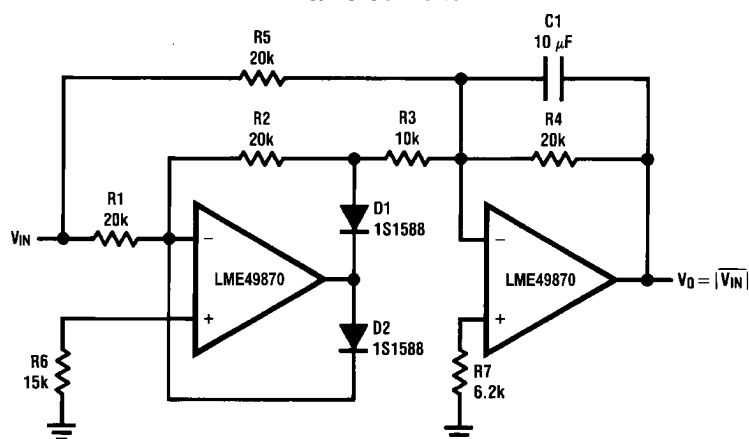 C1
10 μF
R5
20k
R2
20k
R3
10k
R4
20k
R1
20k
D1
1S1588
VIN
−
LME49870
+
−
LME49870
+
VO = |VIN|
D2
1S1588
R6
15k
R7
6.2k